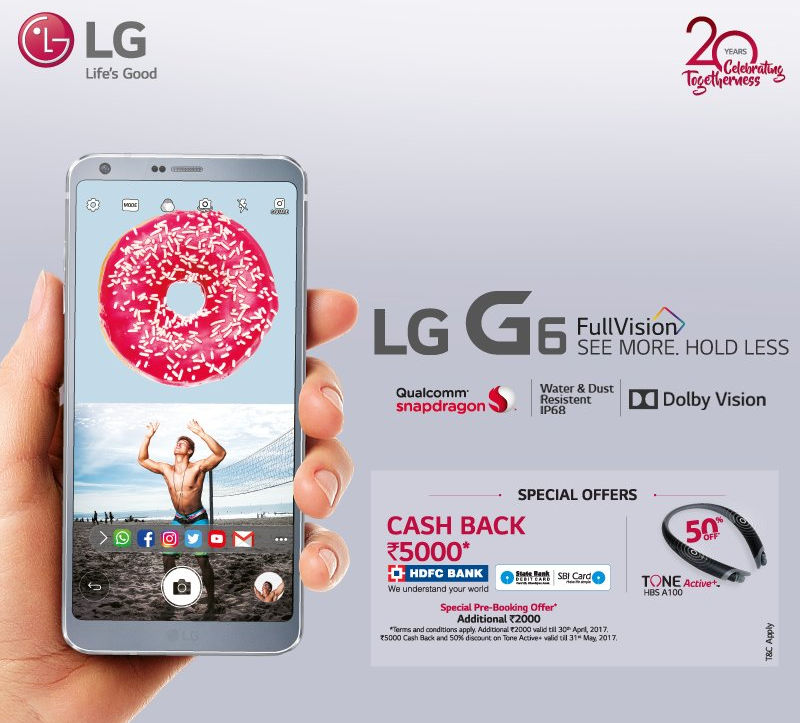 LG
Life's Good
20 YEARS
Celebrating
Togetherness
MODE
SQUARE
LG
LG G6 FullVision
SEE MORE. HOLD LESS
Qualcomm
snapdragon
Water & Dust
Resistent
IP68
Dolby Vision
SPECIAL OFFERS
CASH BACK
₹5000*
HDFC BANK
We understand your world
State Bank
DEBIT CARD
SBI Card
50% OFF*
TONE Active+™
HBS A100
Special Pre-Booking Offer*
Additional ₹2000
*Terms and conditions apply. Additional ₹2000 valid till 30th April, 2017.
₹5000 Cash Back and 50% discount on Tone Active+ valid till 31st May, 2017.
T&C Apply